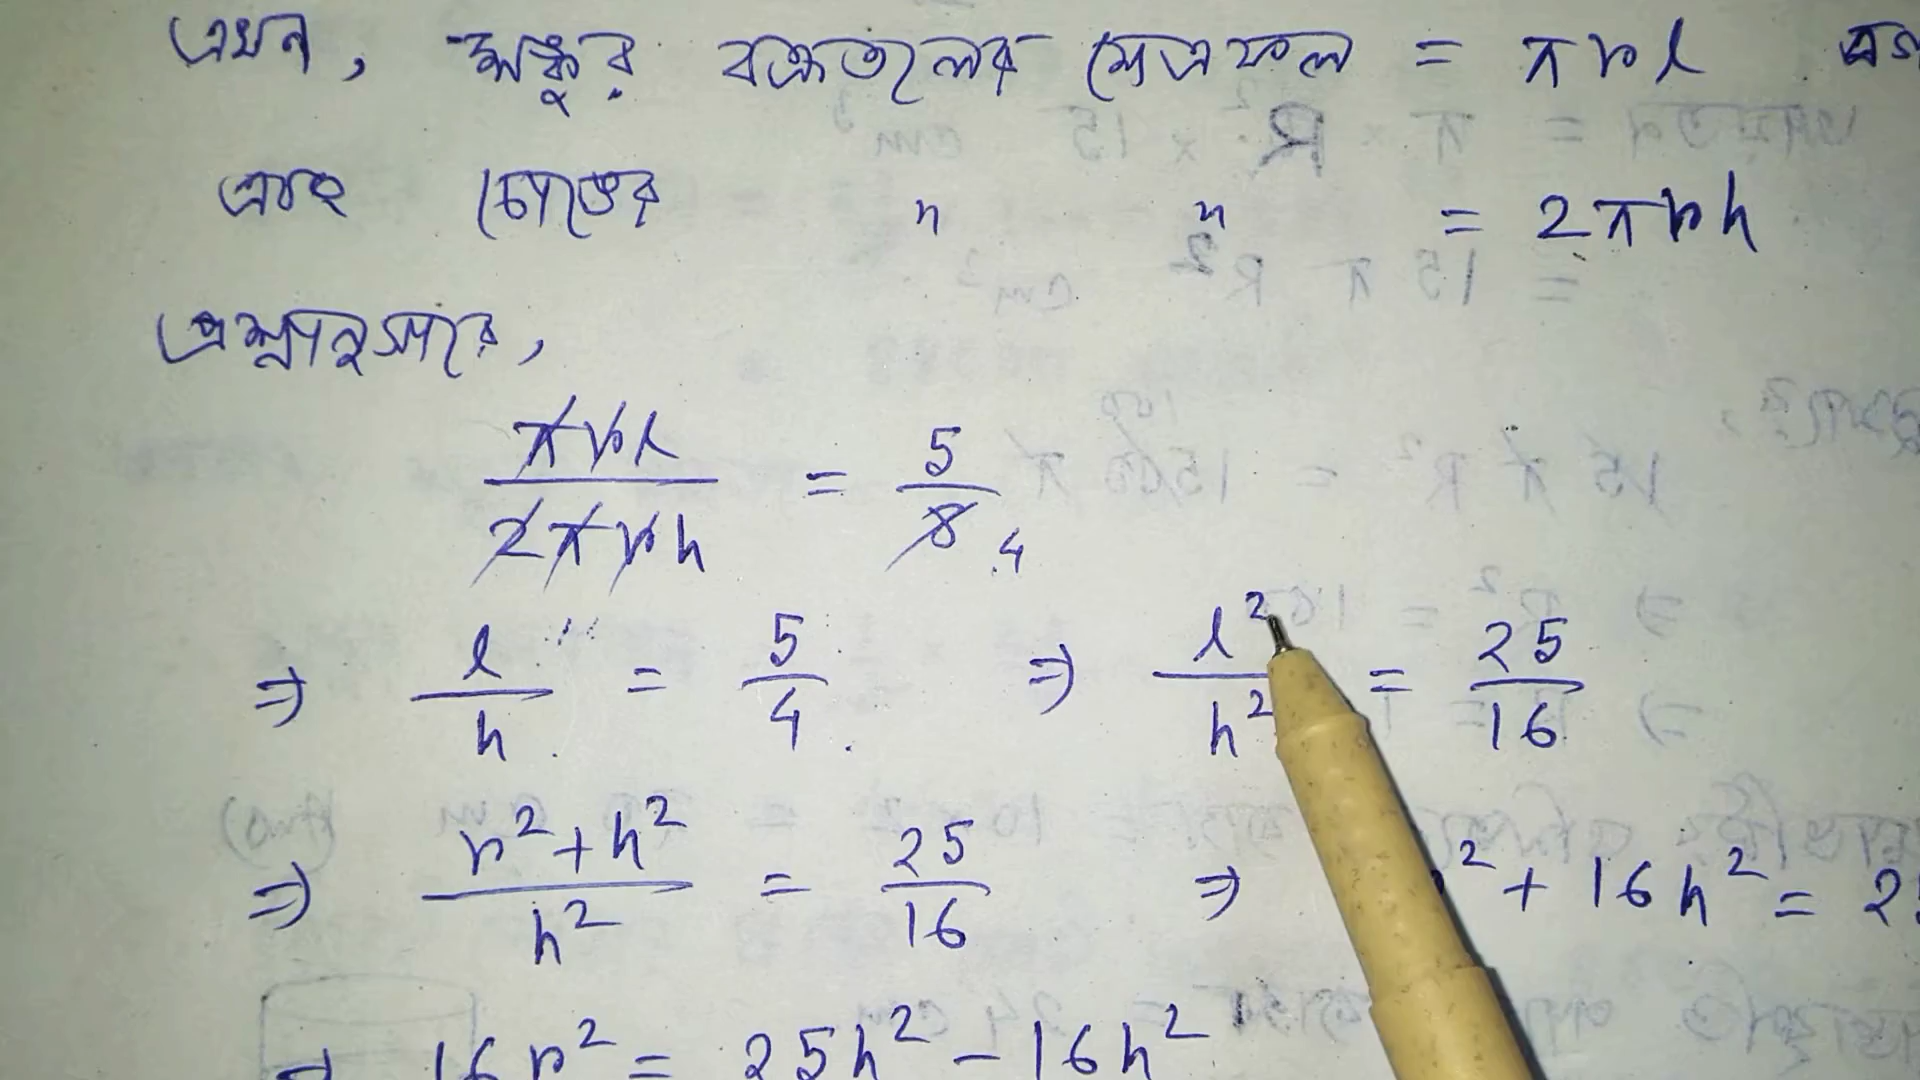 এখন, শঙ্কুর বক্রতলের ক্ষেত্রফল = πrl
এবং চোঙের " " = 2πrh
প্রশ্নানুসারে,
πrl / 2πrh = 5 / 8 4
⇒ l / h = 5 / 4 ⇒ l² / h² = 25 / 16
⇒ r² + h² / h² = 25 / 16 ⇒ ² + 16h² = 2
⇒ 16r² = 25h² - 16h²